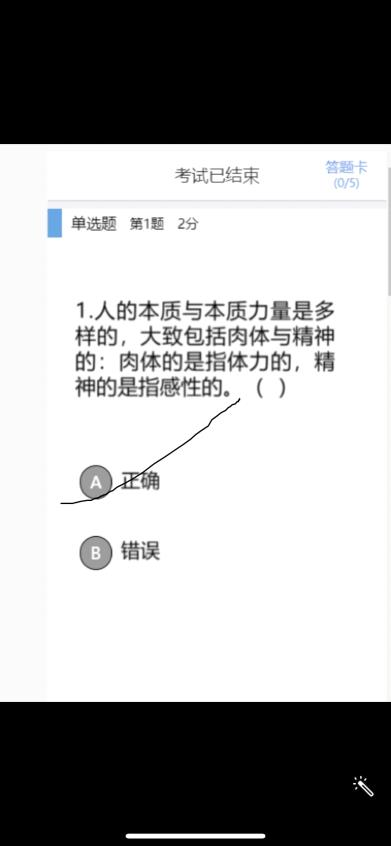 考试已结束
答题卡
(0/5)
单选题 第1题 2分
1.人的本质与本质力量是多
样的，大致包括肉体与精神
的：肉体的是指体力的，精
神的是指感性的。（ ）
A 正确
B 错误